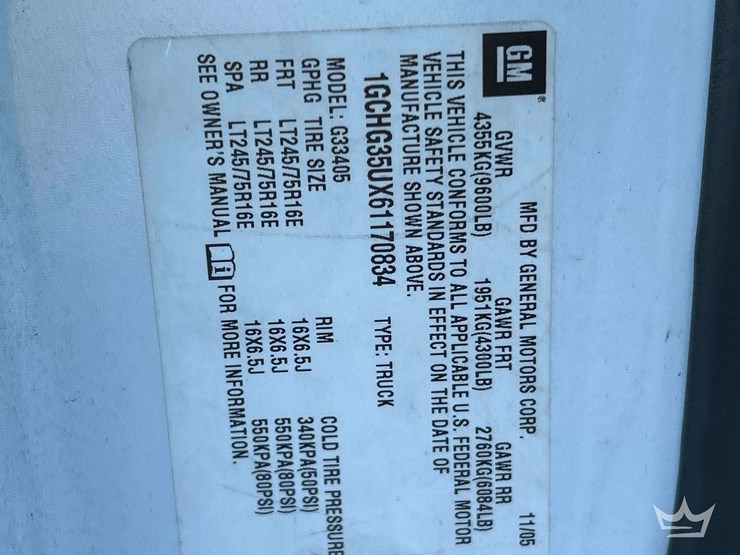 GM®
MFD BY GENERAL MOTORS CORP. 11/05
GVWR GAWR FRT GAWR RR
4355KG(9600LB) 1951KG(4300LB) 2760KG(6084LB)
THIS VEHICLE CONFORMS TO ALL APPLICABLE U.S. FEDERAL MOTOR
VEHICLE SAFETY STANDARDS IN EFFECT ON THE DATE OF
MANUFACTURE SHOWN ABOVE.
1GCHG35UX61170834 TYPE: TRUCK
MODEL: G33405
GPHG TIRE SIZE RIM COLD TIRE PRESSURE
FRT LT245/75R16E 16X6.5J 340KPA(50PSI)
RR LT245/75R16E 16X6.5J 550KPA(80PSI)
SPA LT245/75R16E 16X6.5J 550KPA(80PSI)
SEE OWNER'S MANUAL FOR MORE INFORMATION.